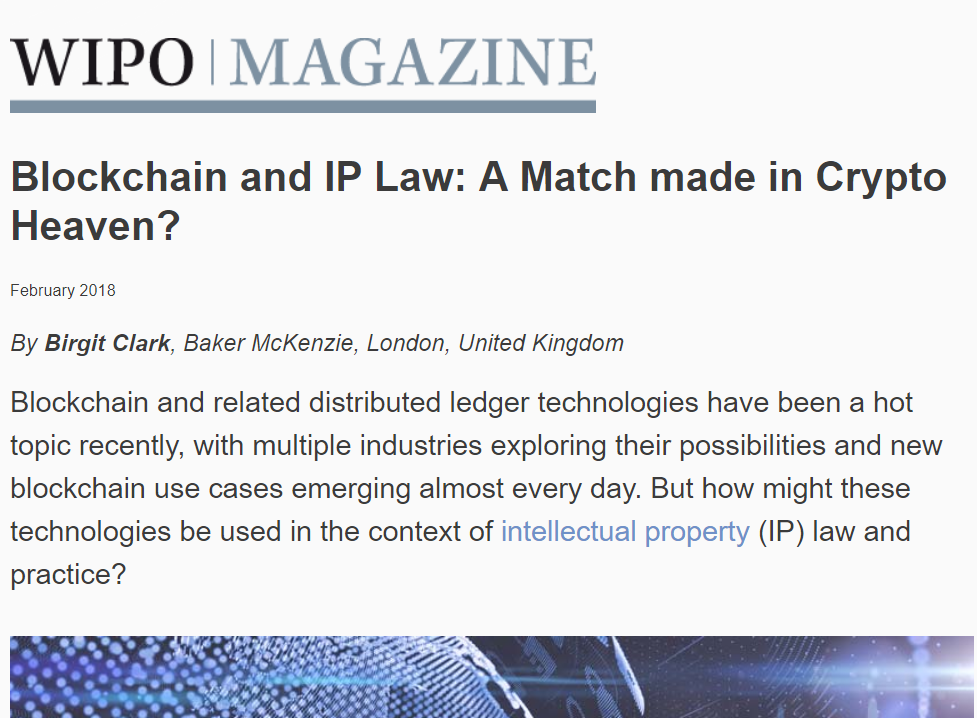 WIPO | MAGAZINE
Blockchain and IP Law: A Match made in Crypto
Heaven?
February 2018
By Birgit Clark, Baker McKenzie, London, United Kingdom
Blockchain and related distributed ledger technologies have been a hot
topic recently, with multiple industries exploring their possibilities and new
blockchain use cases emerging almost every day. But how might these
technologies be used in the context of intellectual property (IP) law and
practice?